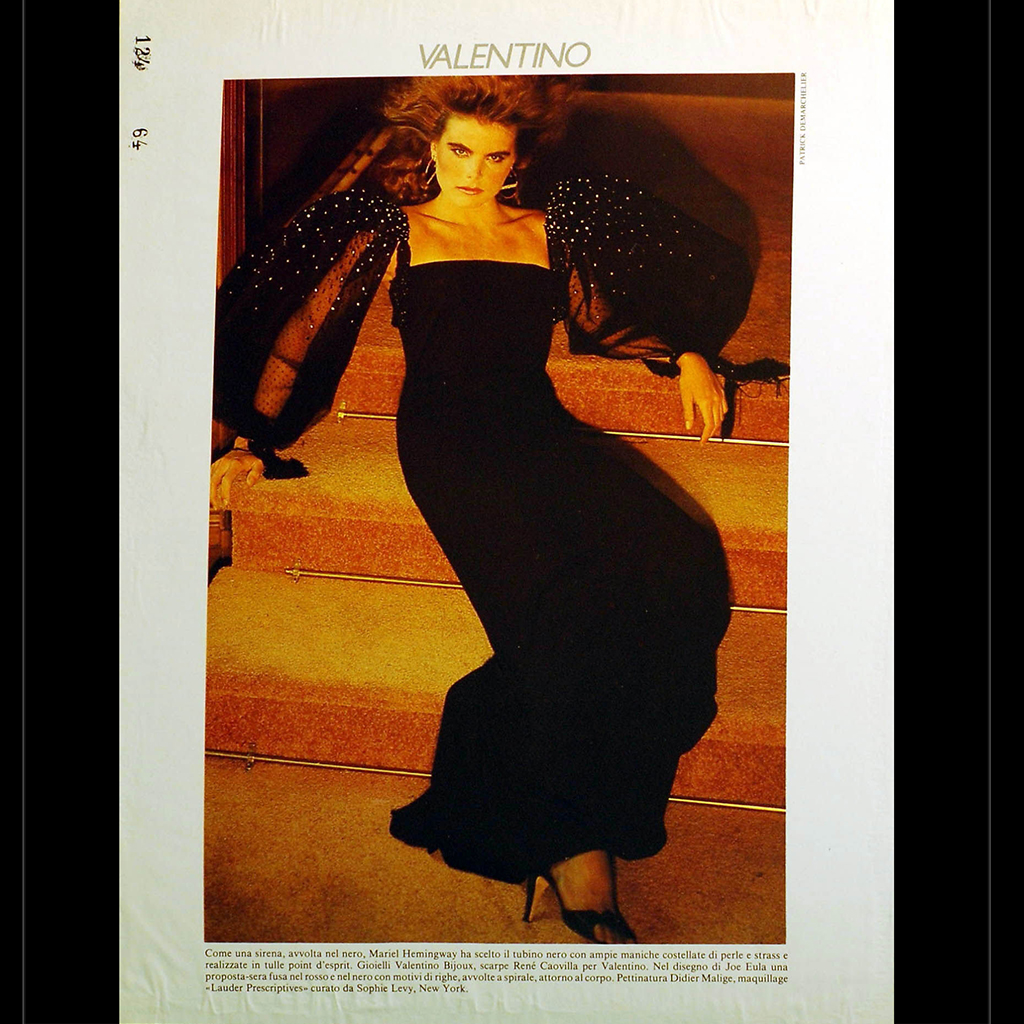 VALENTINO
PATRICK DEMARCHELIER
124
64
Come una sirena, avvolta nel nero, Mariel Hemingway ha scelto il tubino nero con ampie maniche costellate di perle e strass e
realizzate in tulle point d'esprit. Gioielli Valentino Bijoux, scarpe René Caovilla per Valentino. Nel disegno di Joe Eula una
proposta-sera fusa nel rosso e nel nero con motivi di righe, avvolte a spirale, attorno al corpo. Pettinatura Didier Malige, maquillage
«Lauder Prescriptives» curato da Sophie Levy, New York.